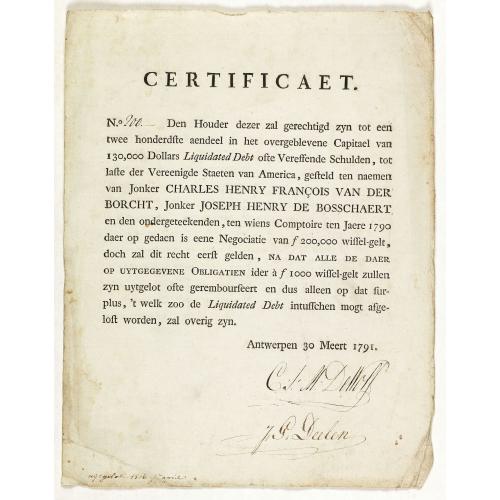 CERTIFICAET.
N.o 200. Den Houder dezer zal gerechtigd zyn tot een
twee honderdste aendeel in het overgeblevene Capitael van
130,000 Dollars Liquidated Debt ofte Vereffende Schulden, tot
laste der Vereenigde Staeten van America, gesteld ten naemen
van Jonker CHARLES HENRY FRANÇOIS VAN DER
BORCHT, Jonker JOSEPH HENRY DE BOSSCHAERT
en den ondergeteekenden, ten wiens Comptoire ten Jaere 1790
daer op gedaen is eene Negociatie van ƒ 200,000 wissel-gelt,
doch zal dit recht eerst gelden, NA DAT ALLE DE DAER
OP UYTGEGEVENE OBLIGATIEN ider à ƒ 1000 wissel-gelt zullen
zyn uytgelot ofte gerembourseert en dus alleen op dat sur-
plus, 't welk zoo de Liquidated Debt intusschen mogt afge-
lost worden, zal overig zyn.
Antwerpen 30 Meert 1791.
J. P. Deelen